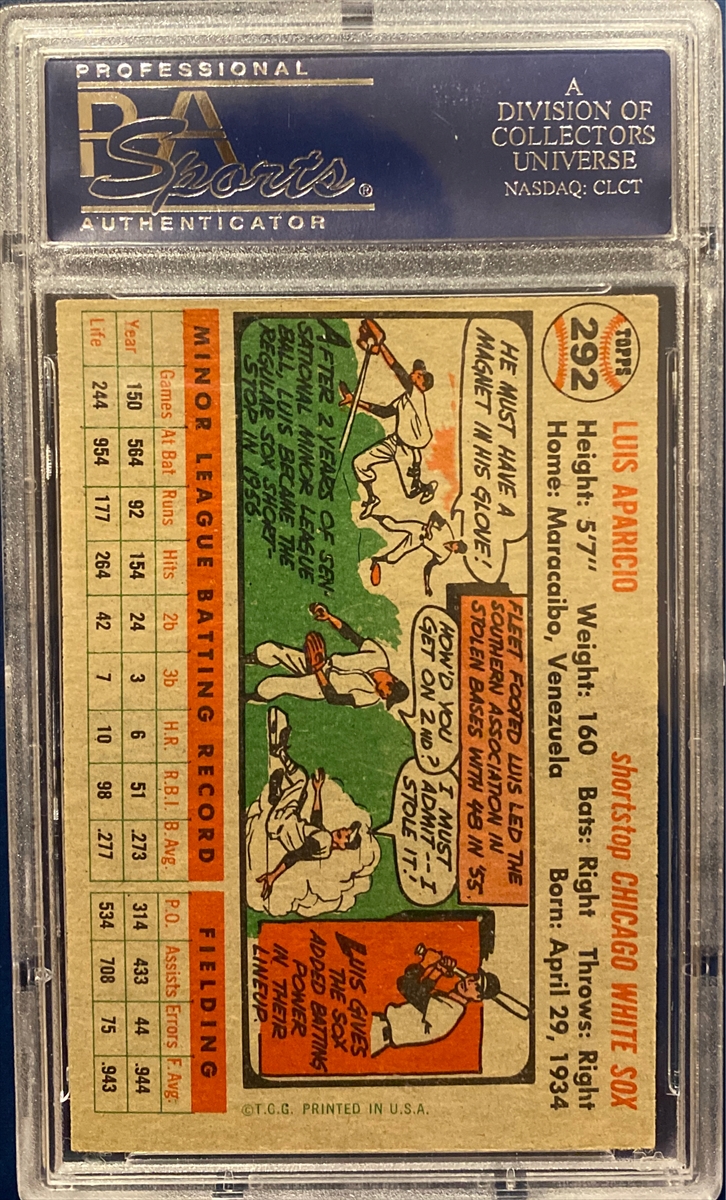 PROFESSIONAL
PSA
Sports®
AUTHENTICATOR
A
DIVISION OF
COLLECTORS
UNIVERSE
NASDAQ: CLCT
TOPPS
292
LUIS APARICIO shortstop CHICAGO WHITE SOX
Height: 5'7" Weight: 160 Bats: Right Throws: Right
Home: Maracaibo, Venezuela Born: April 29, 1934
HE MUST HAVE A
MAGNET IN HIS GLOVE!
AFTER 2 YEARS OF SEN-
SATIONAL MINOR LEAGUE
BALL LUIS BECAME THE
REGULAR SOX SHORT-
STOP IN 1956.
FLEET FOOTED LUIS LED THE
SOUTHERN ASSOCIATION IN
STOLEN BASES WITH 48 IN '55.
HOW'D YOU
GET ON 2ND?
I MUST
ADMIT-- I
STOLE IT!
LUIS GIVES
THE SOX
ADDED BATTING
POWER
IN THEIR
LINEUP.
MINOR LEAGUE BATTING RECORD FIELDING
Games At Bat Runs Hits 2b 3b H.R. R.B.I. B.Avg. P.O. Assists Errors F.Avg.
Year 150 564 92 154 24 3 6 51 .273 314 433 44 .944
Life 244 954 177 264 42 7 10 98 .277 534 708 75 .943
©T.C.G. PRINTED IN U.S.A.